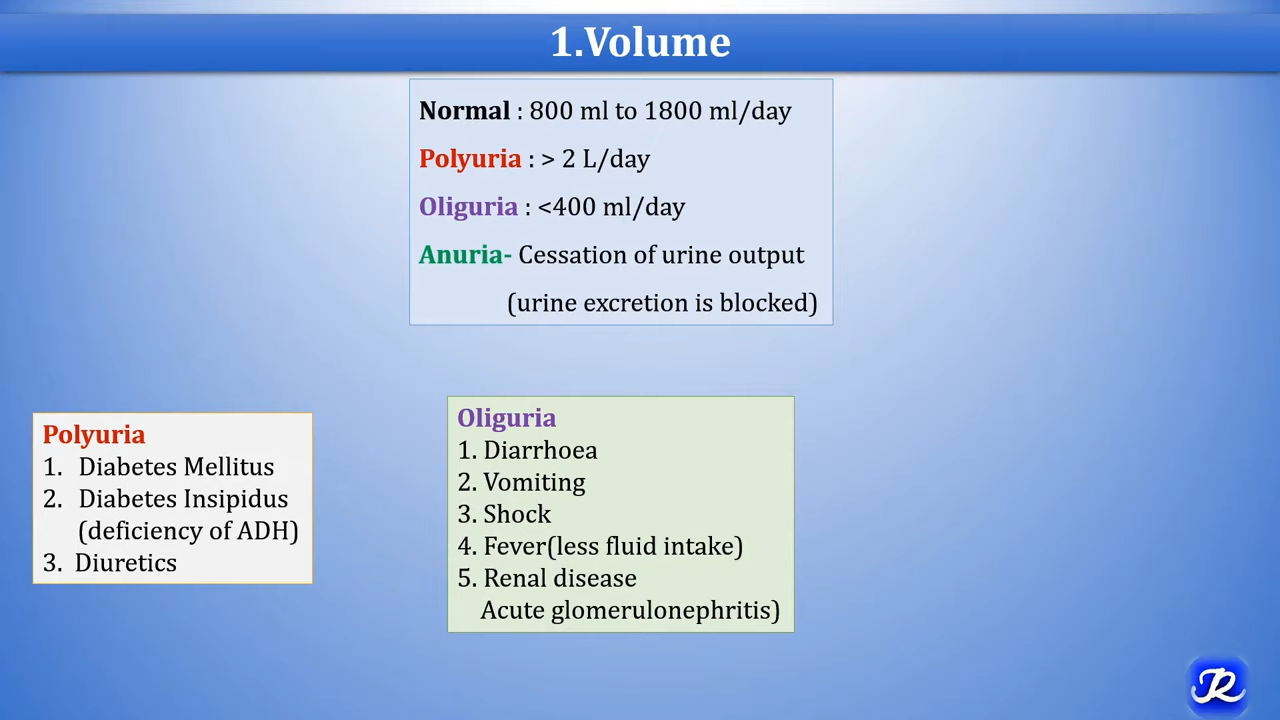 1.Volume
Normal : 800 ml to 1800 ml/day
Polyuria : > 2 L/day
Oliguria : <400 ml/day
Anuria- Cessation of urine output
(urine excretion is blocked)
Polyuria
1. Diabetes Mellitus
2. Diabetes Insipidus
(deficiency of ADH)
3. Diuretics
Oliguria
1. Diarrhoea
2. Vomiting
3. Shock
4. Fever(less fluid intake)
5. Renal disease
Acute glomerulonephritis)
JR